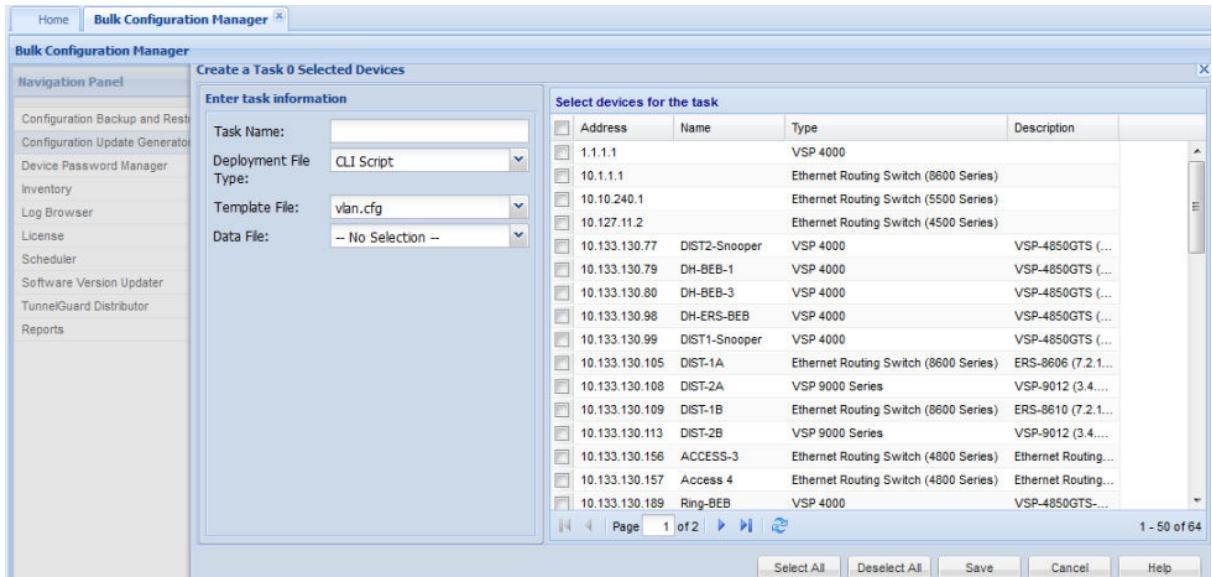 Home
Bulk Configuration Manager
Bulk Configuration Manager
Navigation Panel
Configuration Backup and Rest
Configuration Update Generator
Device Password Manager
Inventory
Log Browser
License
Scheduler
Software Version Updater
TunnelGuard Distributor
Reports
Create a Task 0 Selected Devices
Enter task information
Task Name:
Deployment File Type: CLI Script
Template File: vlan.cfg
Data File: -- No Selection --
Select devices for the task
Address Name Type Description
1.1.1.1 VSP 4000
10.1.1.1 Ethernet Routing Switch (8600 Series)
10.10.240.1 Ethernet Routing Switch (5500 Series)
10.127.11.2 Ethernet Routing Switch (4500 Series)
10.133.130.77 DIST2-Snooper VSP 4000 VSP-4850GTS (...
10.133.130.79 DH-BEB-1 VSP 4000 VSP-4850GTS (...
10.133.130.80 DH-BEB-3 VSP 4000 VSP-4850GTS (...
10.133.130.98 DH-ERS-BEB VSP 4000 VSP-4850GTS (...
10.133.130.99 DIST1-Snooper VSP 4000 VSP-4850GTS (...
10.133.130.105 DIST-1A Ethernet Routing Switch (8600 Series) ERS-8606 (7.2.1...
10.133.130.108 DIST-2A VSP 9000 Series VSP-9012 (3.4....
10.133.130.109 DIST-1B Ethernet Routing Switch (8600 Series) ERS-8610 (7.2.1...
10.133.130.113 DIST-2B VSP 9000 Series VSP-9012 (3.4....
10.133.130.156 ACCESS-3 Ethernet Routing Switch (4800 Series) Ethernet Routing...
10.133.130.157 Access 4 Ethernet Routing Switch (4800 Series) Ethernet Routing...
10.133.130.189 Ring-BEB VSP 4000 VSP-4850GTS-...
Page 1 of 2
1 - 50 of 64
Select All Deselect All Save Cancel Help